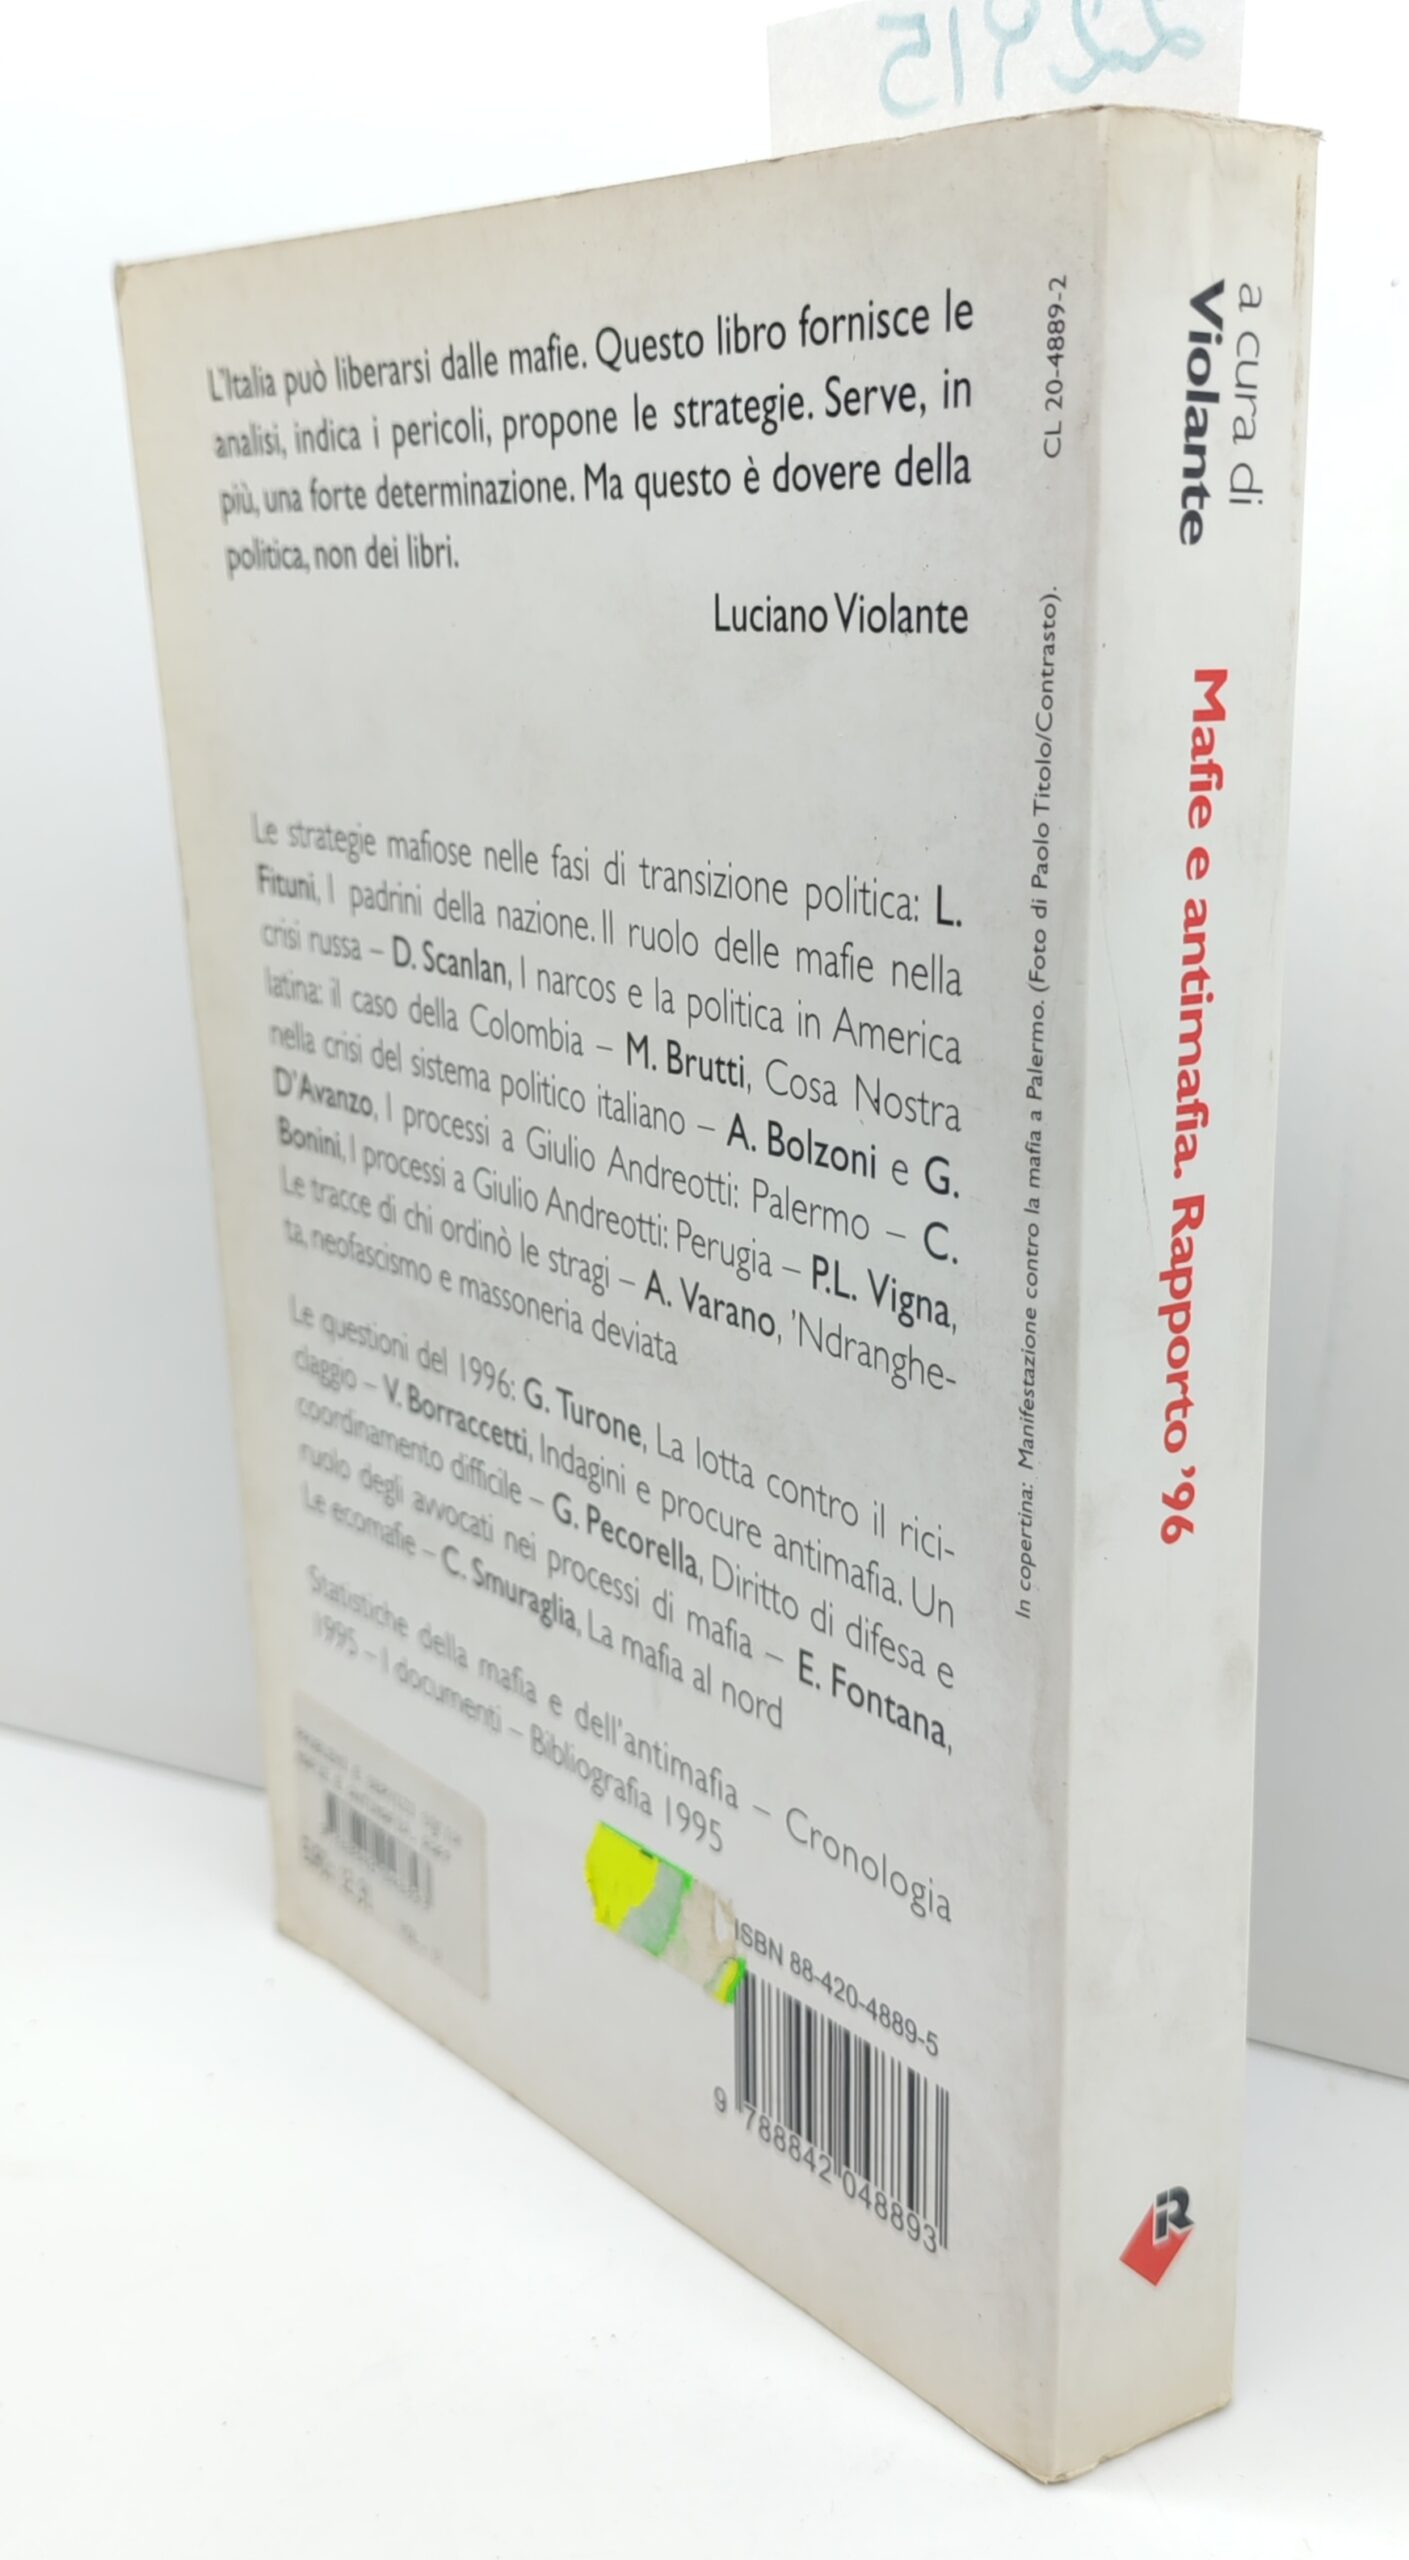 22415
L'Italia può liberarsi dalle mafie. Questo libro fornisce le
analisi, indica i pericoli, propone le strategie. Serve, in
più, una forte determinazione. Ma questo è dovere della
politica, non dei libri.
Luciano Violante
Le strategie mafiose nelle fasi di transizione politica: L.
Fituni, I padrini della nazione. Il ruolo delle mafie nella
crisi russa – D. Scanlan, I narcos e la politica in America
latina: il caso della Colombia – M. Brutti, Cosa Nostra
nella crisi del sistema politico italiano – A. Bolzoni e G.
D'Avanzo, I processi a Giulio Andreotti: Palermo – C.
Bonini, I processi a Giulio Andreotti: Perugia – P.L. Vigna,
Le tracce di chi ordinò le stragi – A. Varano, 'Ndranghe-
ta, neofascismo e massoneria deviata
Le questioni del 1996: G. Turone, La lotta contro il rici-
claggio – V. Borraccetti, Indagini e procure antimafia. Un
coordinamento difficile – G. Pecorella, Diritto di difesa e
ruolo degli avvocati nei processi di mafia – E. Fontana,
Le ecomafie – C. Smuraglia, La mafia al nord
Statistiche della mafia e dell'antimafia – Cronologia
1995 – I documenti – Bibliografia 1995
ISBN 88-420-4889-5
9 788842 048893
CL 20-4889-2
In copertina: Manifestazione contro la mafia a Palermo. (Foto di Paolo Titolo/Contrasto).
a cura di
Violante
Mafie e antimafia. Rapporto '96